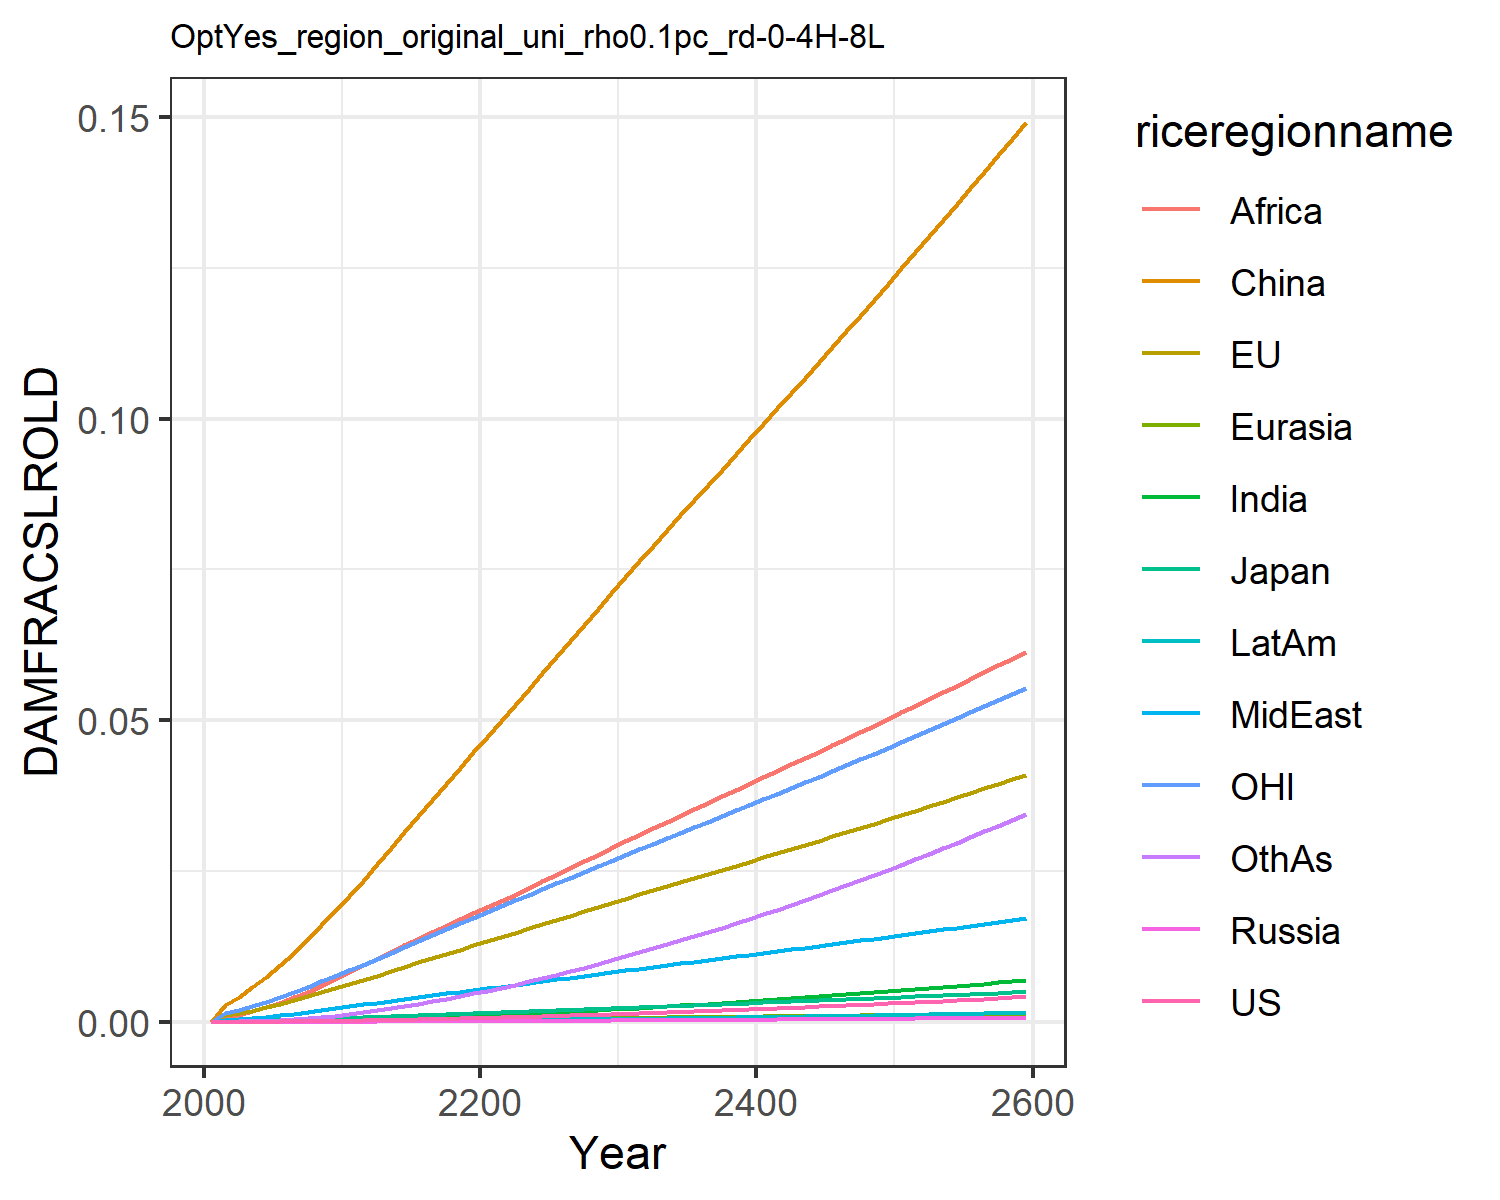 OptYes_region_original_uni_rho0.1pc_rd-0-4H-8L
DAMFRACSLROLD
0.15
0.10
0.05
0.00
2000 2200 2400 2600
Year
riceregionname
Africa
China
EU
Eurasia
India
Japan
LatAm
MidEast
OHI
OthAs
Russia
US